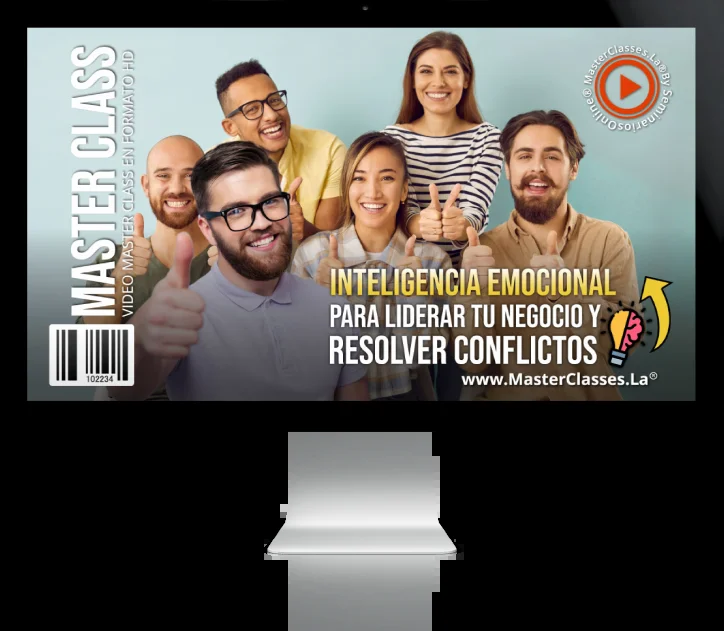 MASTER CLASS
VIDEO MASTER CLASS EN FORMATO HD
MasterClasses.La® By SeminariosOnline®
INTELIGENCIA EMOCIONAL
PARA LIDERAR TU NEGOCIO Y
RESOLVER CONFLICTOS
www.MasterClasses.La®
102234